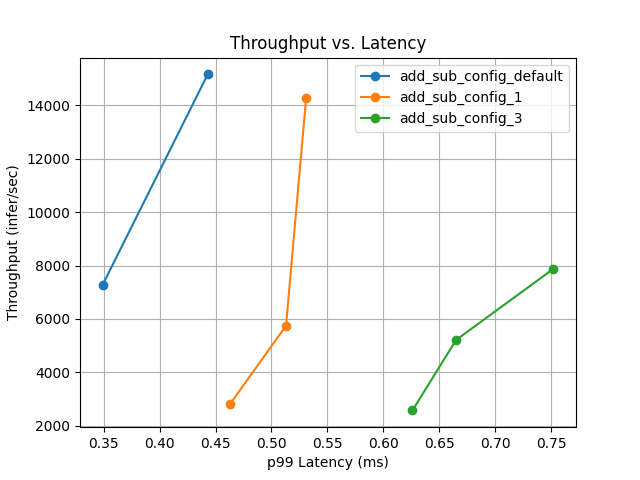 Throughput vs. Latency
add_sub_config_default
add_sub_config_1
add_sub_config_3
Throughput (infer/sec)
14000
12000
10000
8000
6000
4000
2000
0.35 0.40 0.45 0.50 0.55 0.60 0.65 0.70 0.75
p99 Latency (ms)